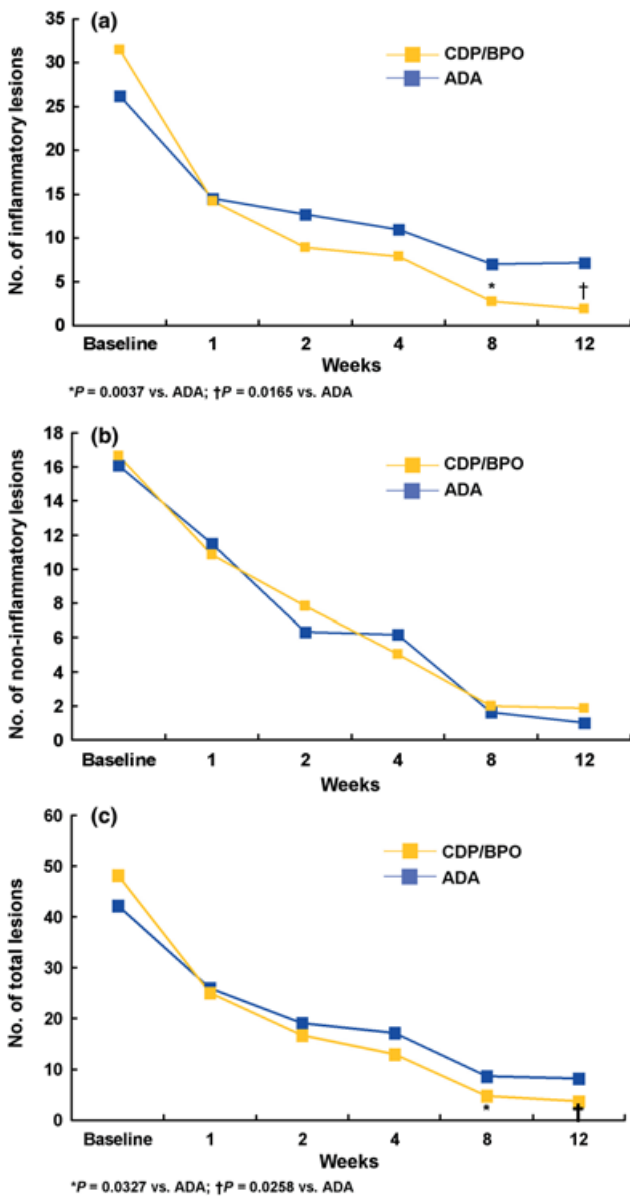 (a)
CDP/BPO
ADA
No. of inflammatory lesions
35
30
25
20
15
10
5
0
*
†
Baseline 1 2 4 8 12
Weeks
*P = 0.0037 vs. ADA; †P = 0.0165 vs. ADA
(b)
CDP/BPO
ADA
No. of non-inflammatory lesions
18
16
14
12
10
8
6
4
2
0
Baseline 1 2 4 8 12
Weeks
(c)
CDP/BPO
ADA
No. of total lesions
60
50
40
30
20
10
0
*
†
Baseline 1 2 4 8 12
Weeks
*P = 0.0327 vs. ADA; †P = 0.0258 vs. ADA